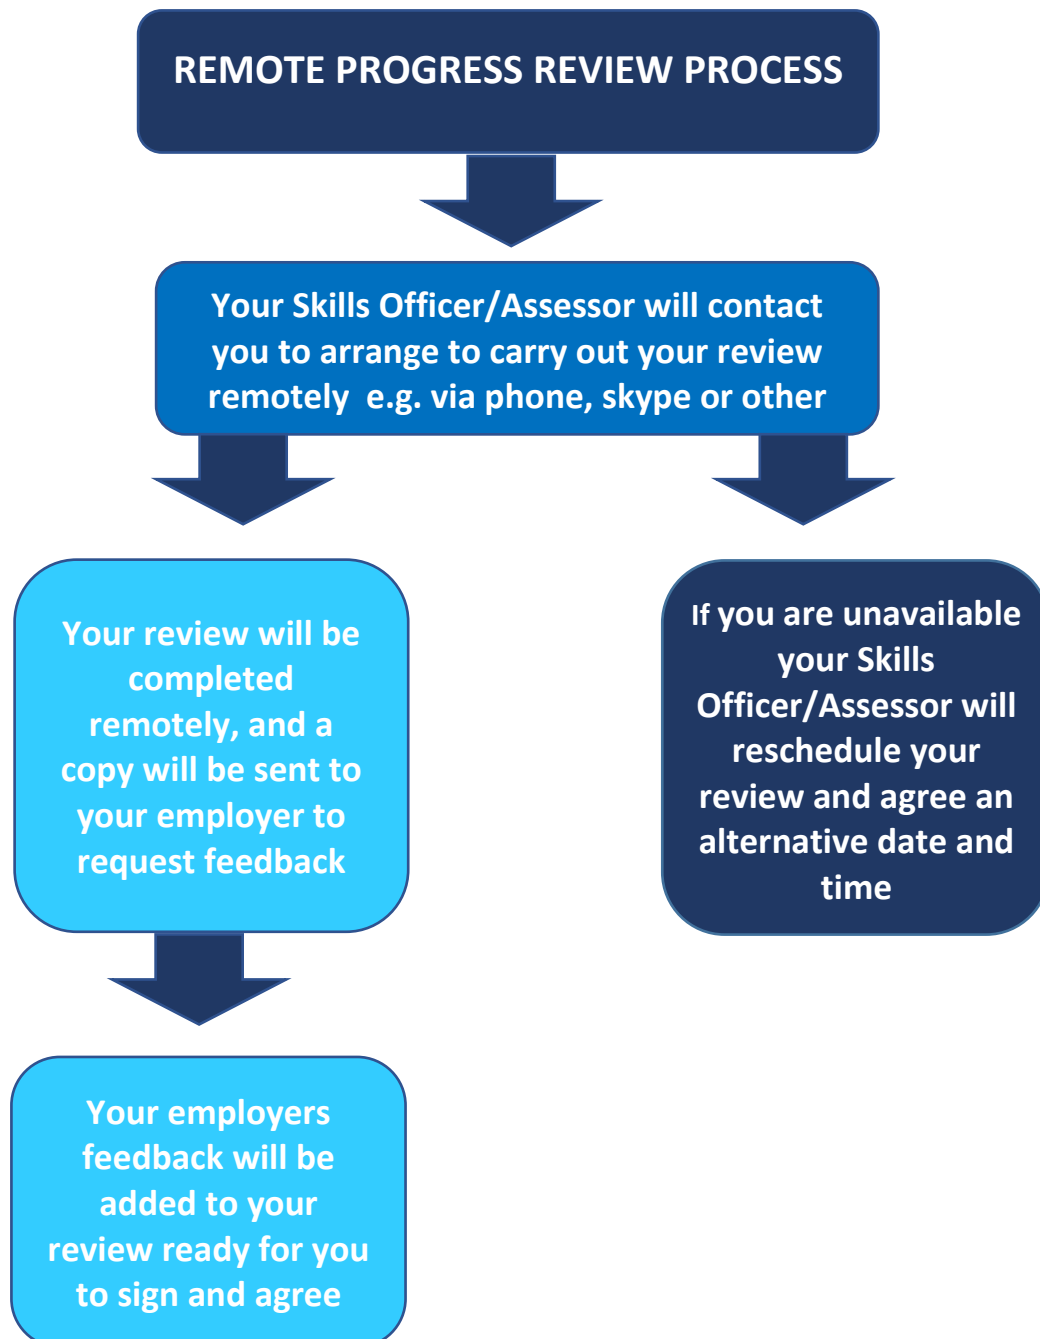 REMOTE PROGRESS REVIEW PROCESS
Your Skills Officer/Assessor will contact
you to arrange to carry out your review
remotely  e.g. via phone, skype or other
Your review will be
completed
remotely, and a
copy will be sent to
your employer to
request feedback
If you are unavailable
your Skills
Officer/Assessor will
reschedule your
review and agree an
alternative date and
time
Your employers
feedback will be
added to your
review ready for you
to sign and agree